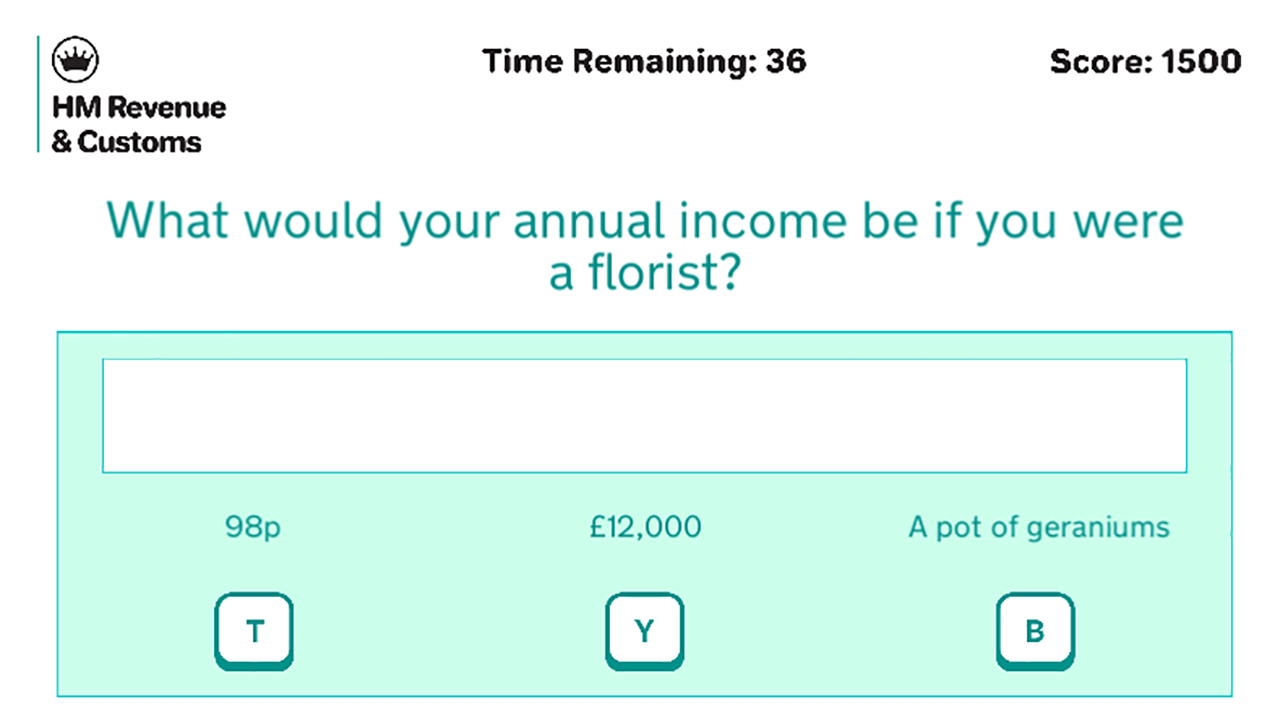 HM Revenue
& Customs
Time Remaining: 36
Score: 1500
What would your annual income be if you were
a florist?
98p
£12,000
A pot of geraniums
T
Y
B